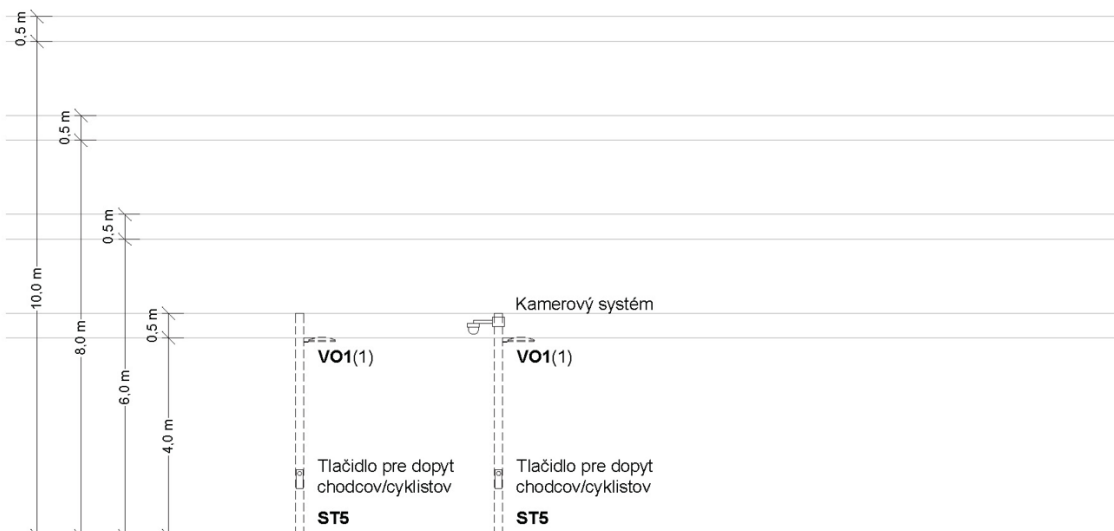 0,5 m
10,0 m
0,5 m
8,0 m
0,5 m
6,0 m
0,5 m
4,0 m
VO1(1)
Tlačidlo pre dopyt
chodcov/cyklistov
ST5
Kamerový systém
VO1(1)
Tlačidlo pre dopyt
chodcov/cyklistov
ST5